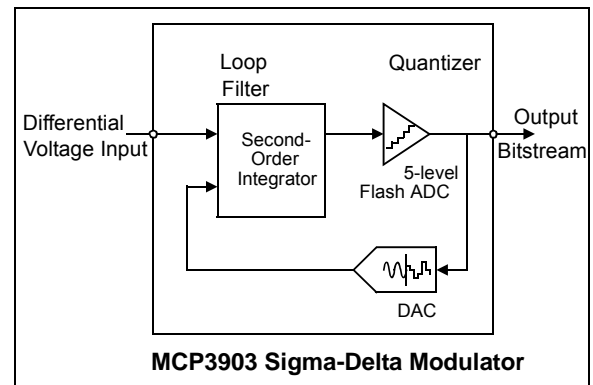 Loop
Filter
Quantizer
Differential
Voltage Input
Second-
Order
Integrator
Output
Bitstream
5-level
Flash ADC
DAC
MCP3903 Sigma-Delta Modulator